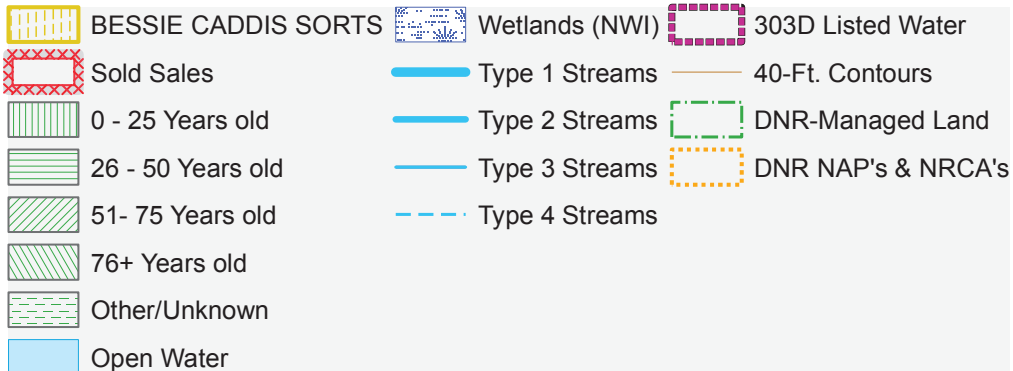 BESSIE CADDIS SORTS
Sold Sales
0 - 25 Years old
26 - 50 Years old
51- 75 Years old
76+ Years old
Other/Unknown
Open Water
Wetlands (NWI)
Type 1 Streams
Type 2 Streams
Type 3 Streams
Type 4 Streams
303D Listed Water
40-Ft. Contours
DNR-Managed Land
DNR NAP's & NRCA's